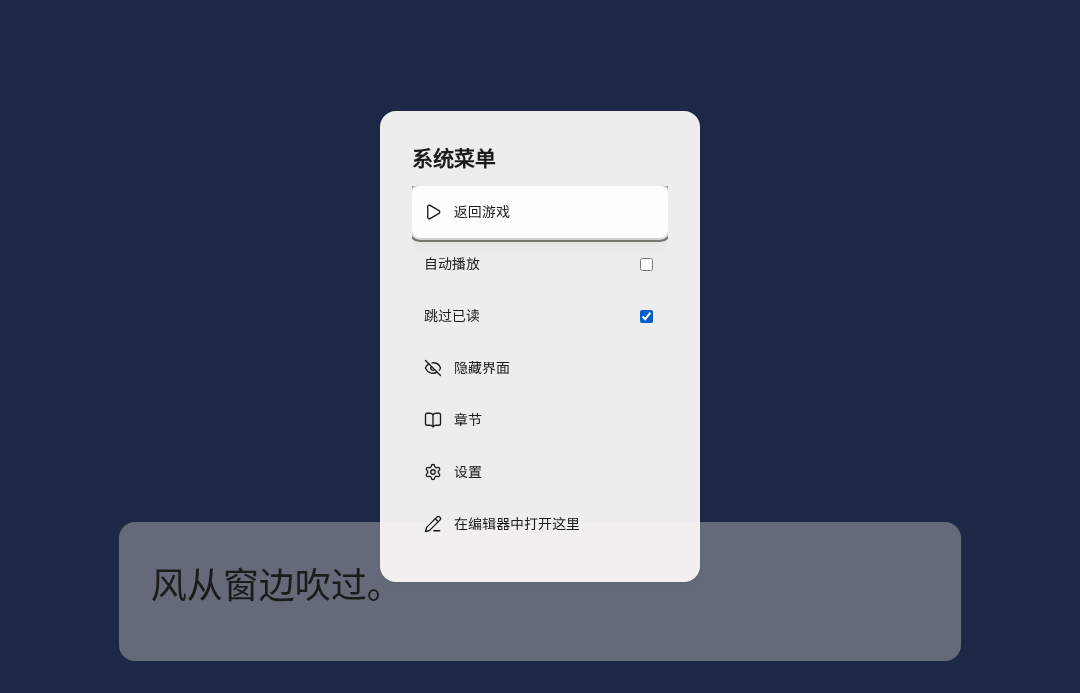 系统菜单
返回游戏
自动播放
跳过已读
隐藏界面
章节
设置
在编辑器中打开这里
风从窗边吹过。